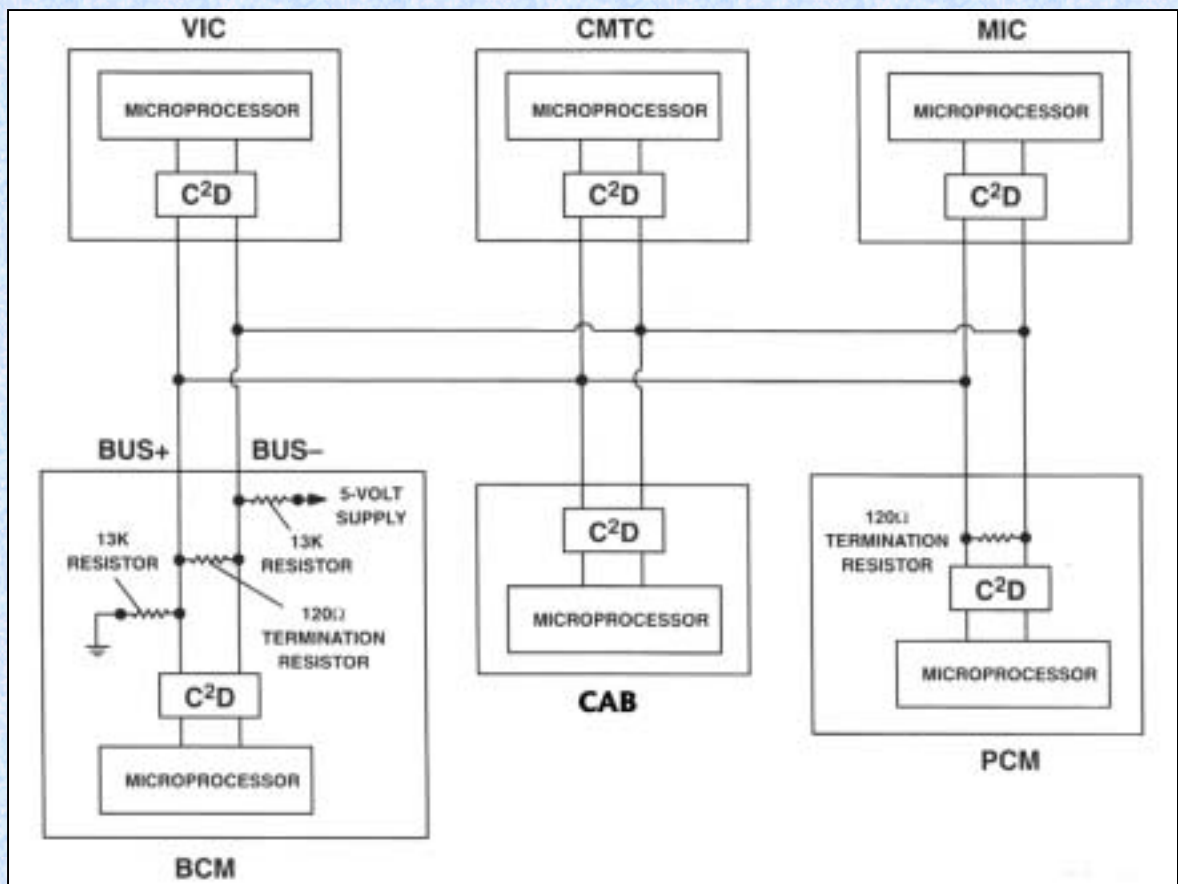 VIC
CMTC
MIC
MICROPROCESSOR
MICROPROCESSOR
MICROPROCESSOR
C²D
C²D
C²D
BUS+
BUS–
5-VOLT
SUPPLY
13K
RESISTOR
13K
RESISTOR
120Ω
TERMINATION
RESISTOR
C²D
MICROPROCESSOR
BCM
C²D
MICROPROCESSOR
CAB
120Ω
TERMINATION
RESISTOR
C²D
MICROPROCESSOR
PCM